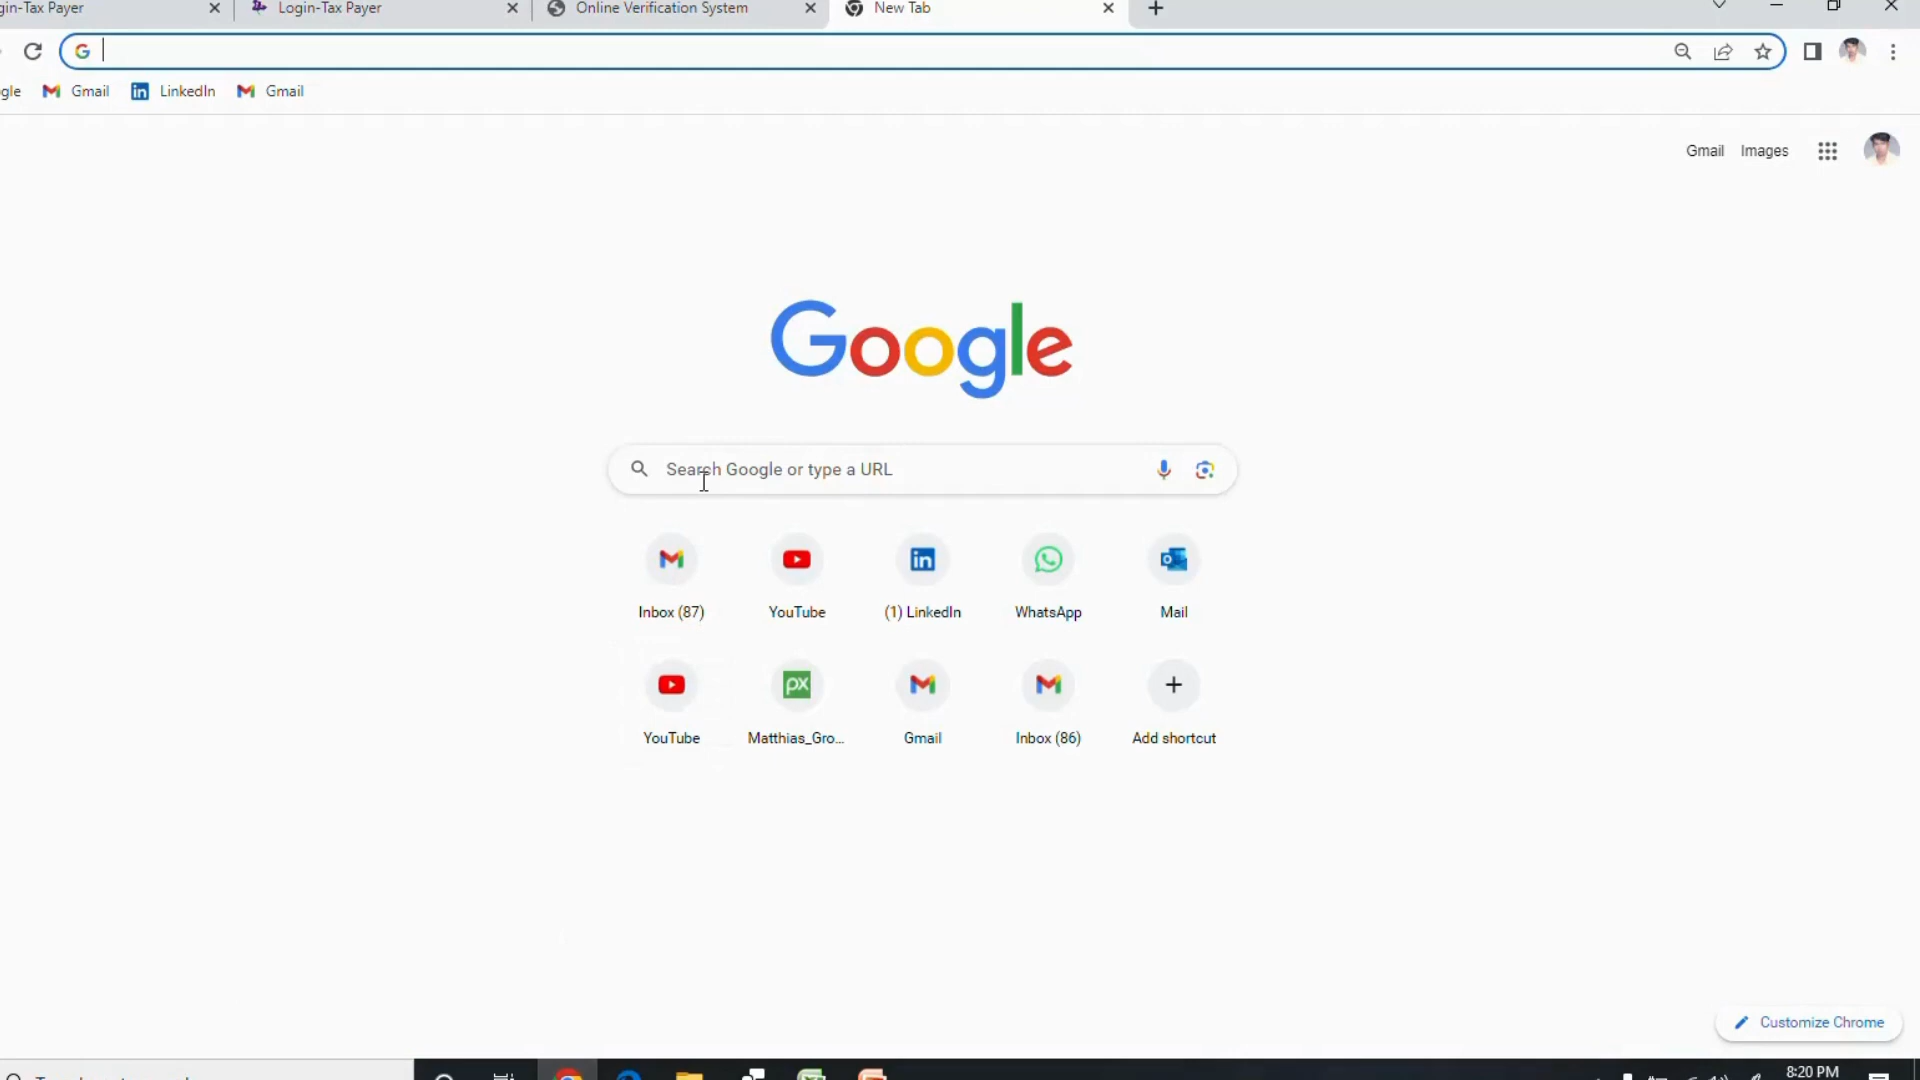 gin-Tax Payer
Login-Tax Payer
Online Verification System
New Tab
gle
Gmail
LinkedIn
Gmail
Gmail
Images
Google
Search Google or type a URL
Inbox (87)
YouTube
(1) LinkedIn
WhatsApp
Mail
YouTube
Matthias_Gro...
Gmail
Inbox (86)
Add shortcut
Customize Chrome
8:20 PM